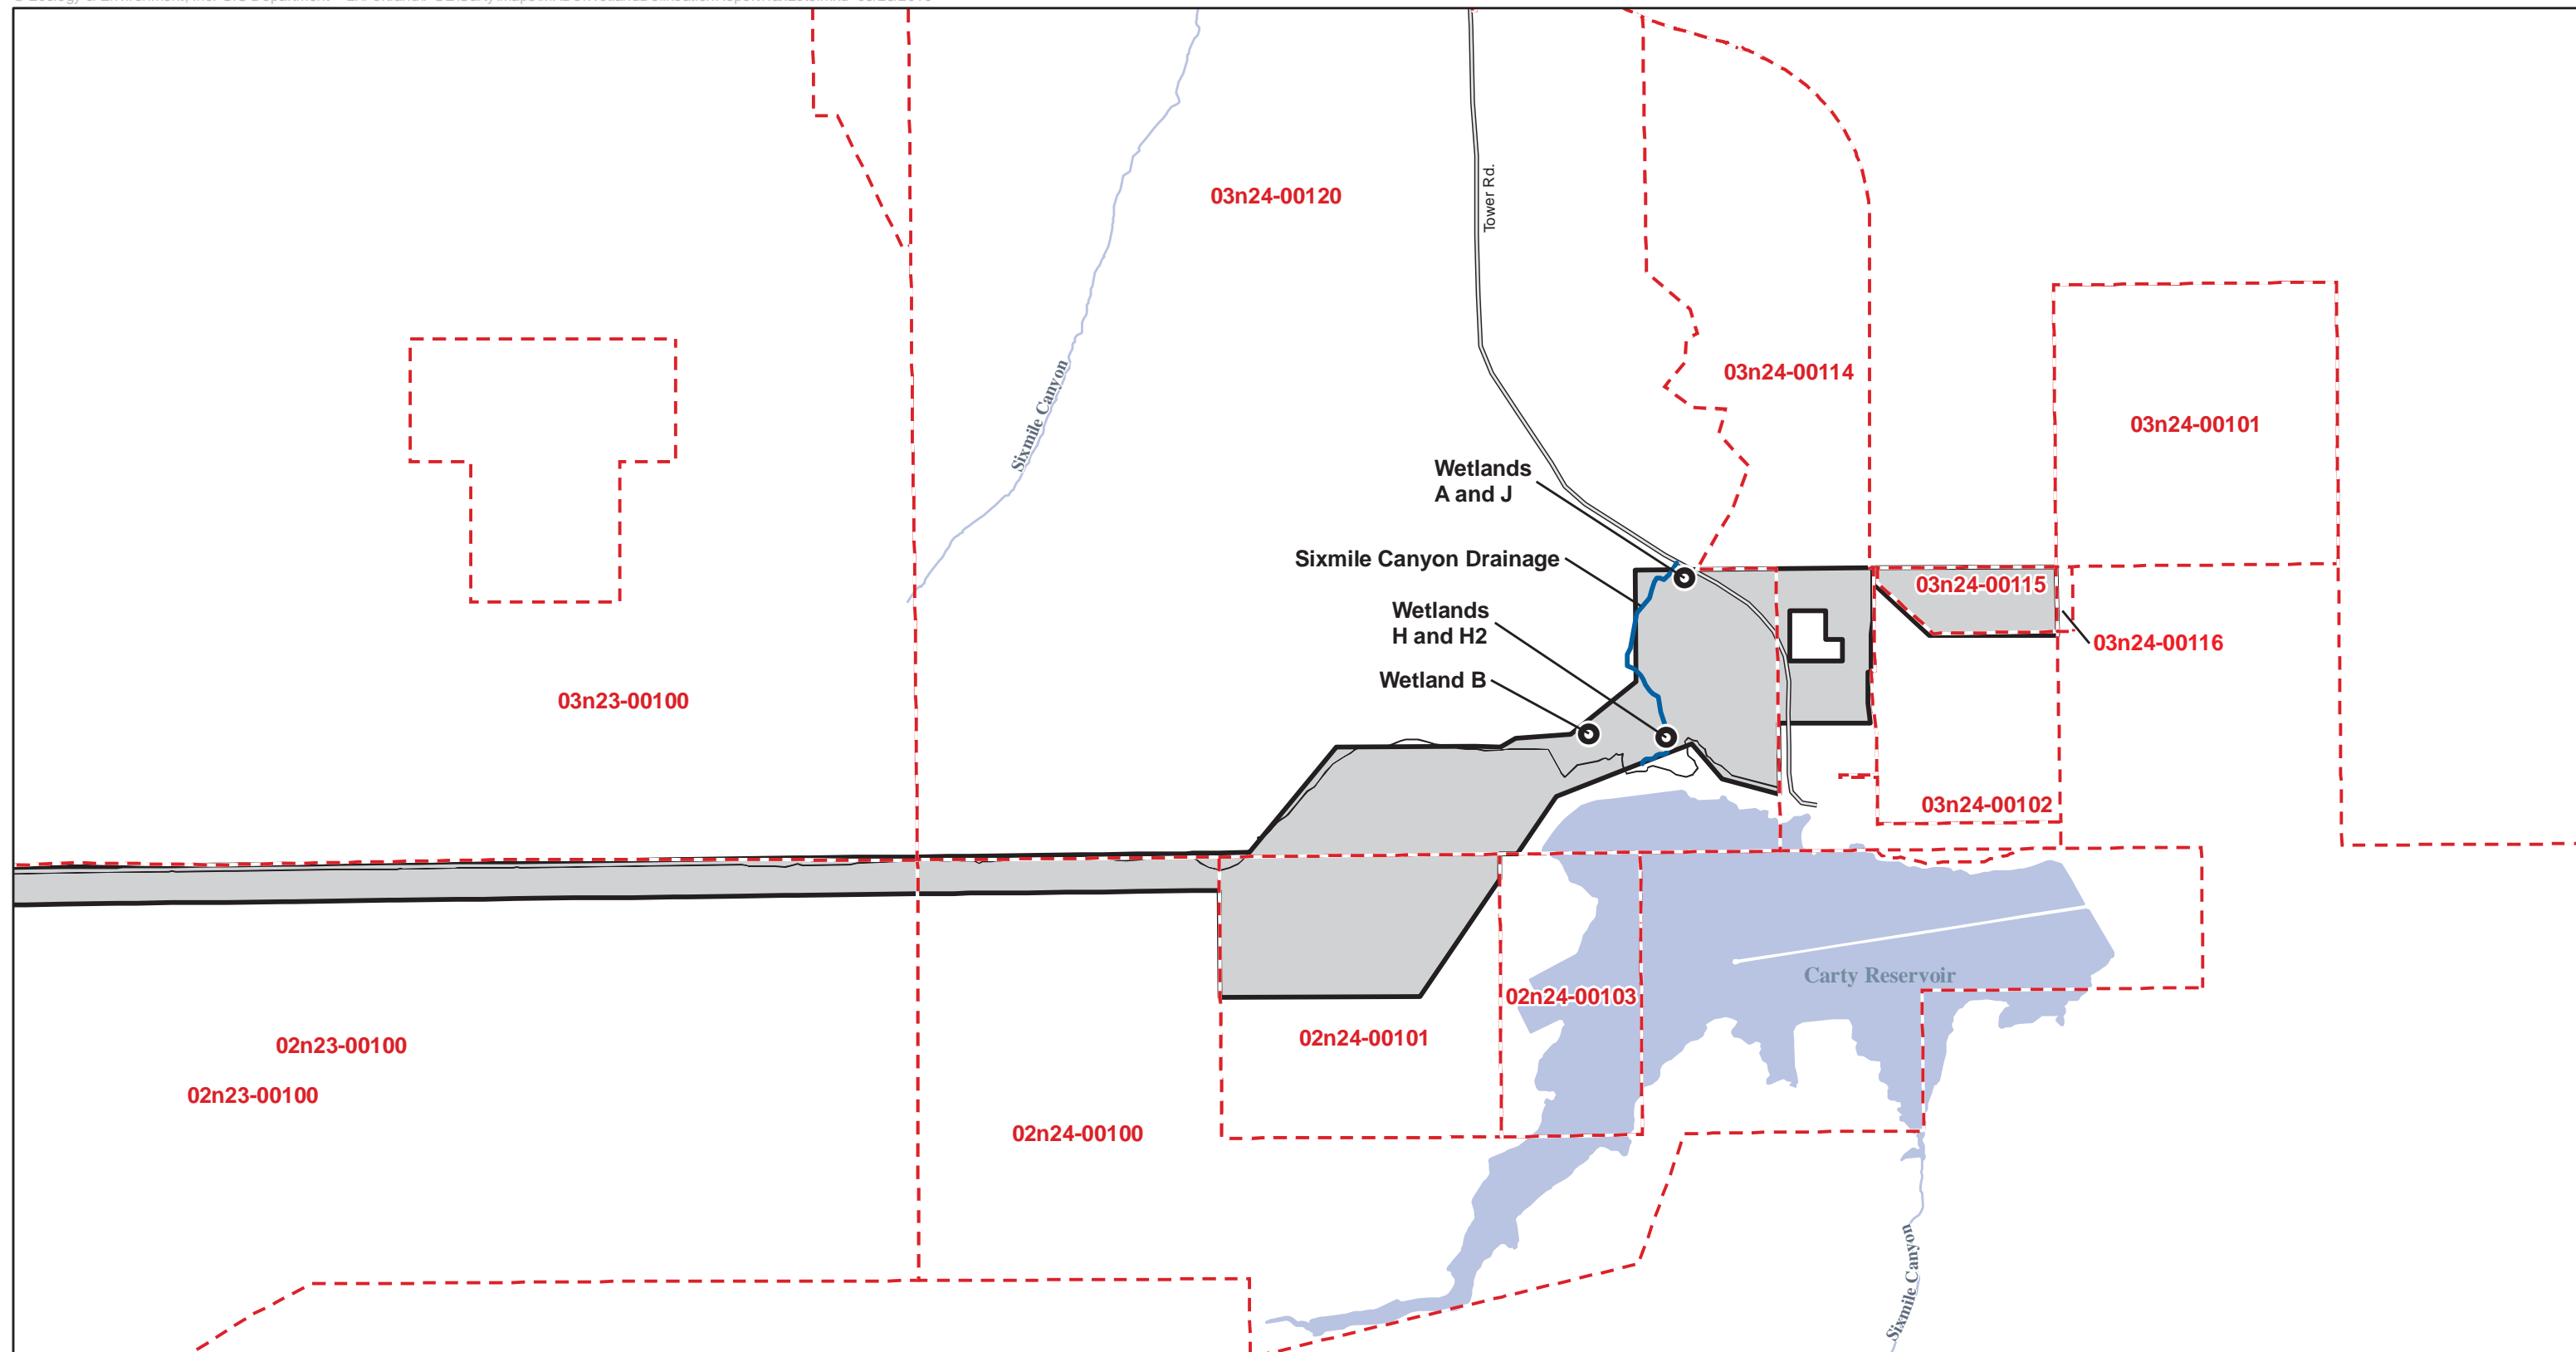 03n24-00120
Tower Rd.
03n24-00114
03n24-00101
Sixmile Canyon
Wetlands
A and J
Sixmile Canyon Drainage
03n24-00115
Wetlands
H and H2
03n24-00116
Wetland B
03n23-00100
03n24-00102
Carty Reservoir
02n24-00103
02n24-00101
02n23-00100
02n23-00100
02n24-00100
Sixmile Canyon